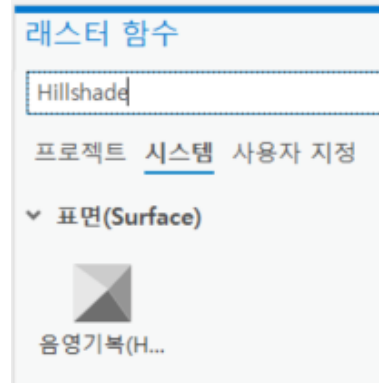 래스터 함수
Hillshade
프로젝트 시스템 사용자 지정
표면(Surface)
음영기복(H...